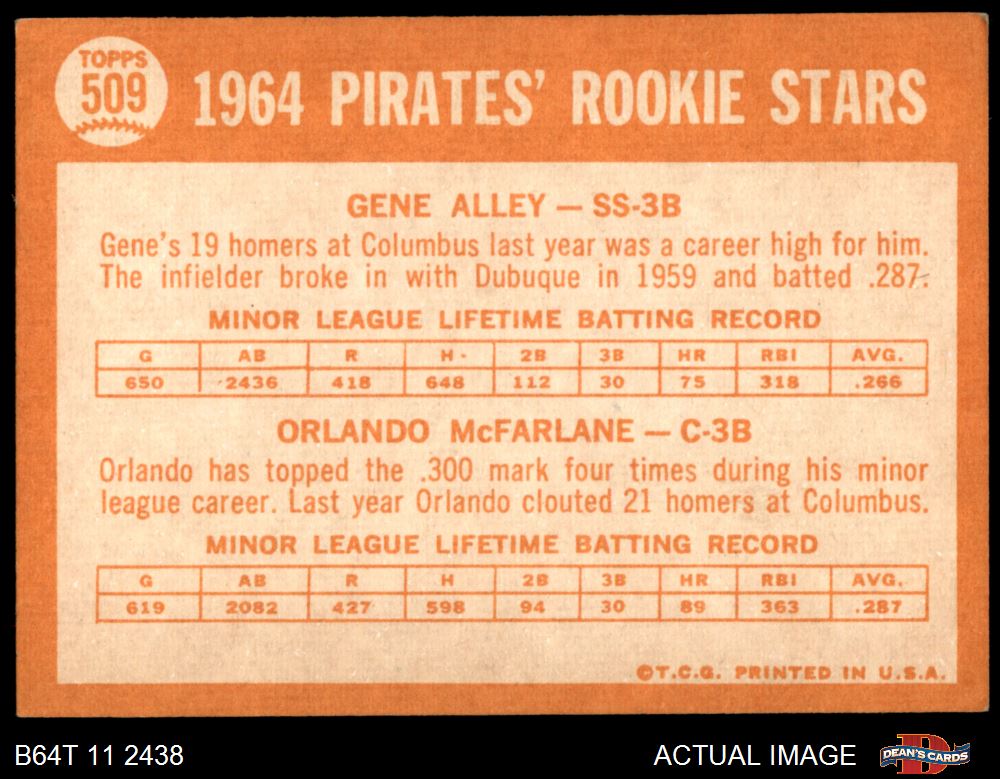 TOPPS
509
1964 PIRATES' ROOKIE STARS
GENE ALLEY — SS-3B
Gene's 19 homers at Columbus last year was a career high for him.
The infielder broke in with Dubuque in 1959 and batted .287.
MINOR LEAGUE LIFETIME BATTING RECORD
G AB R H 2B 3B HR RBI AVG.
650 2436 418 648 112 30 75 318 .266
ORLANDO McFARLANE — C-3B
Orlando has topped the .300 mark four times during his minor
league career. Last year Orlando clouted 21 homers at Columbus.
MINOR LEAGUE LIFETIME BATTING RECORD
G AB R H 2B 3B HR RBI AVG.
619 2082 427 598 94 30 89 363 .287
©T.C.G. PRINTED IN U.S.A.
B64T 11 2438
ACTUAL IMAGE
D
DEAN'S CARDS